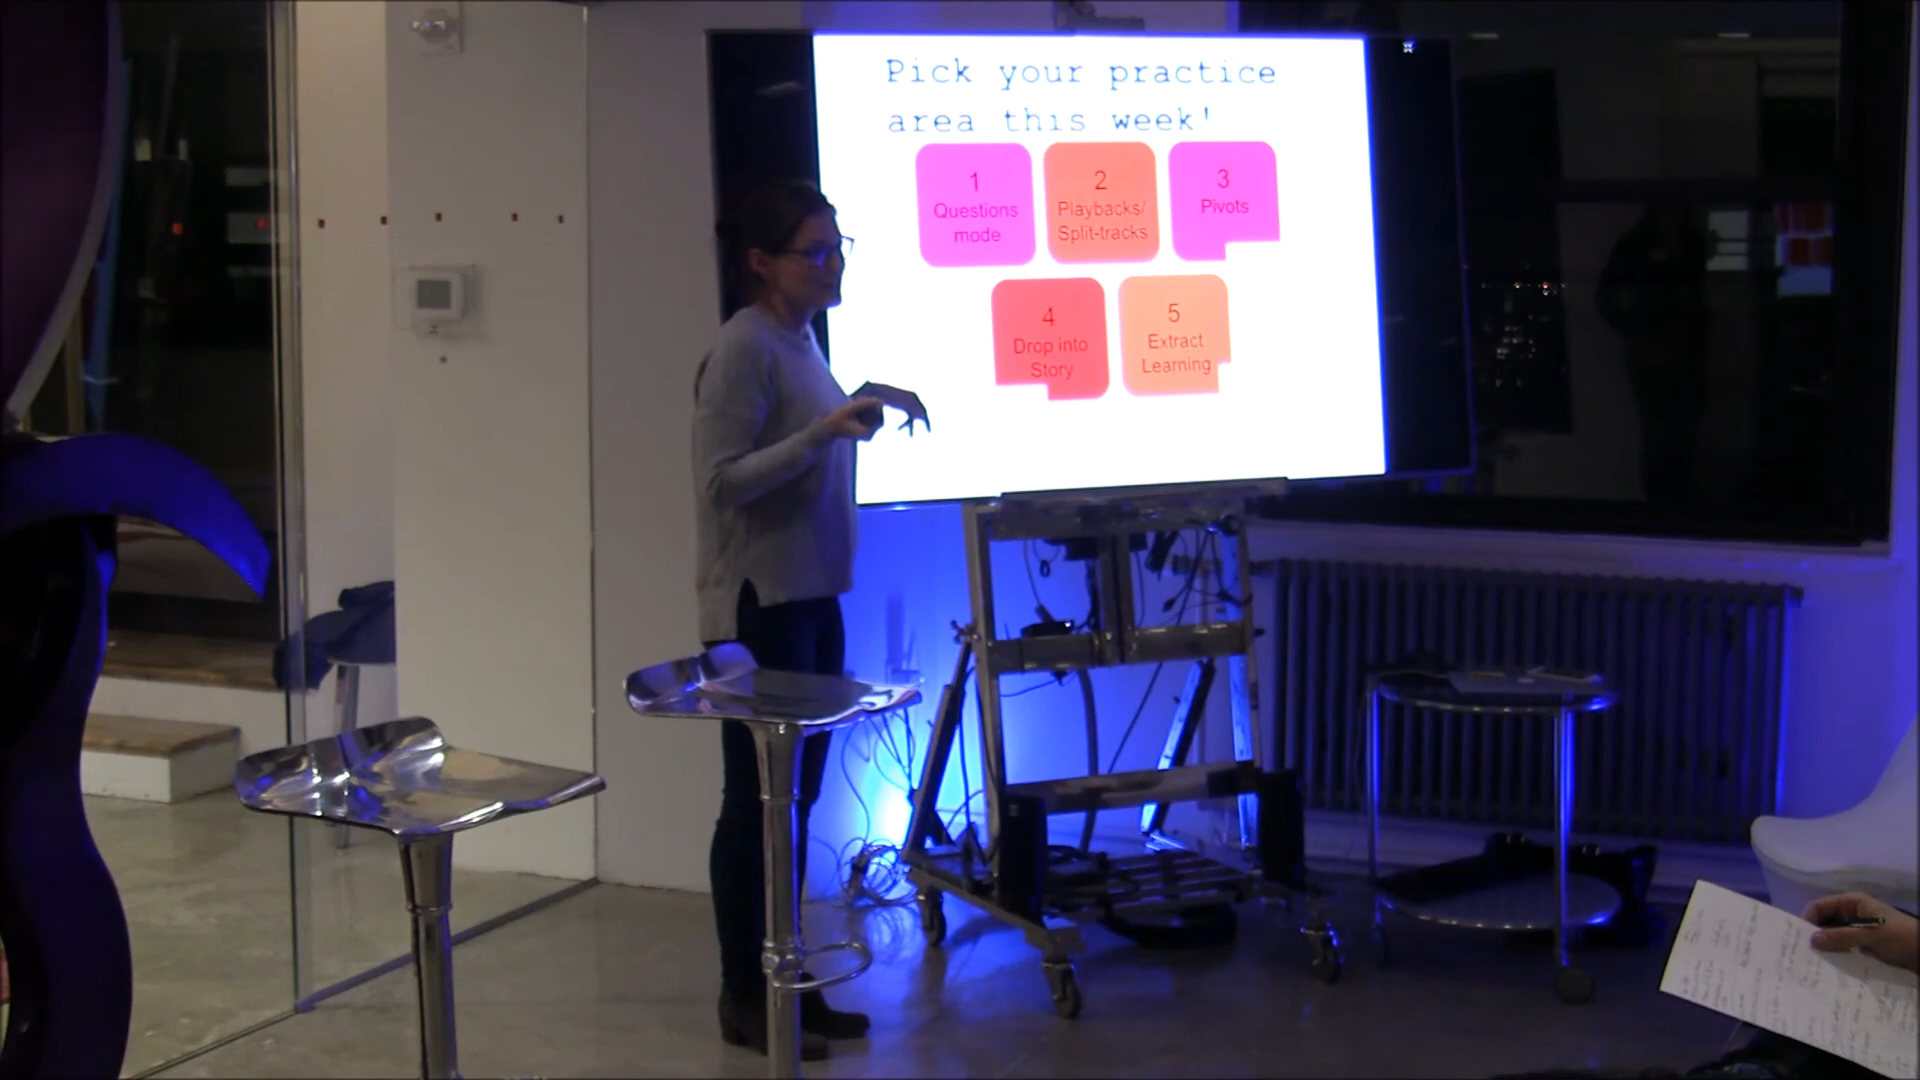 Pick your practice
area this week!
1
Questions
mode
2
Playbacks/
Split-tracks
3
Pivots
4
Drop into
Story
5
Extract
Learning